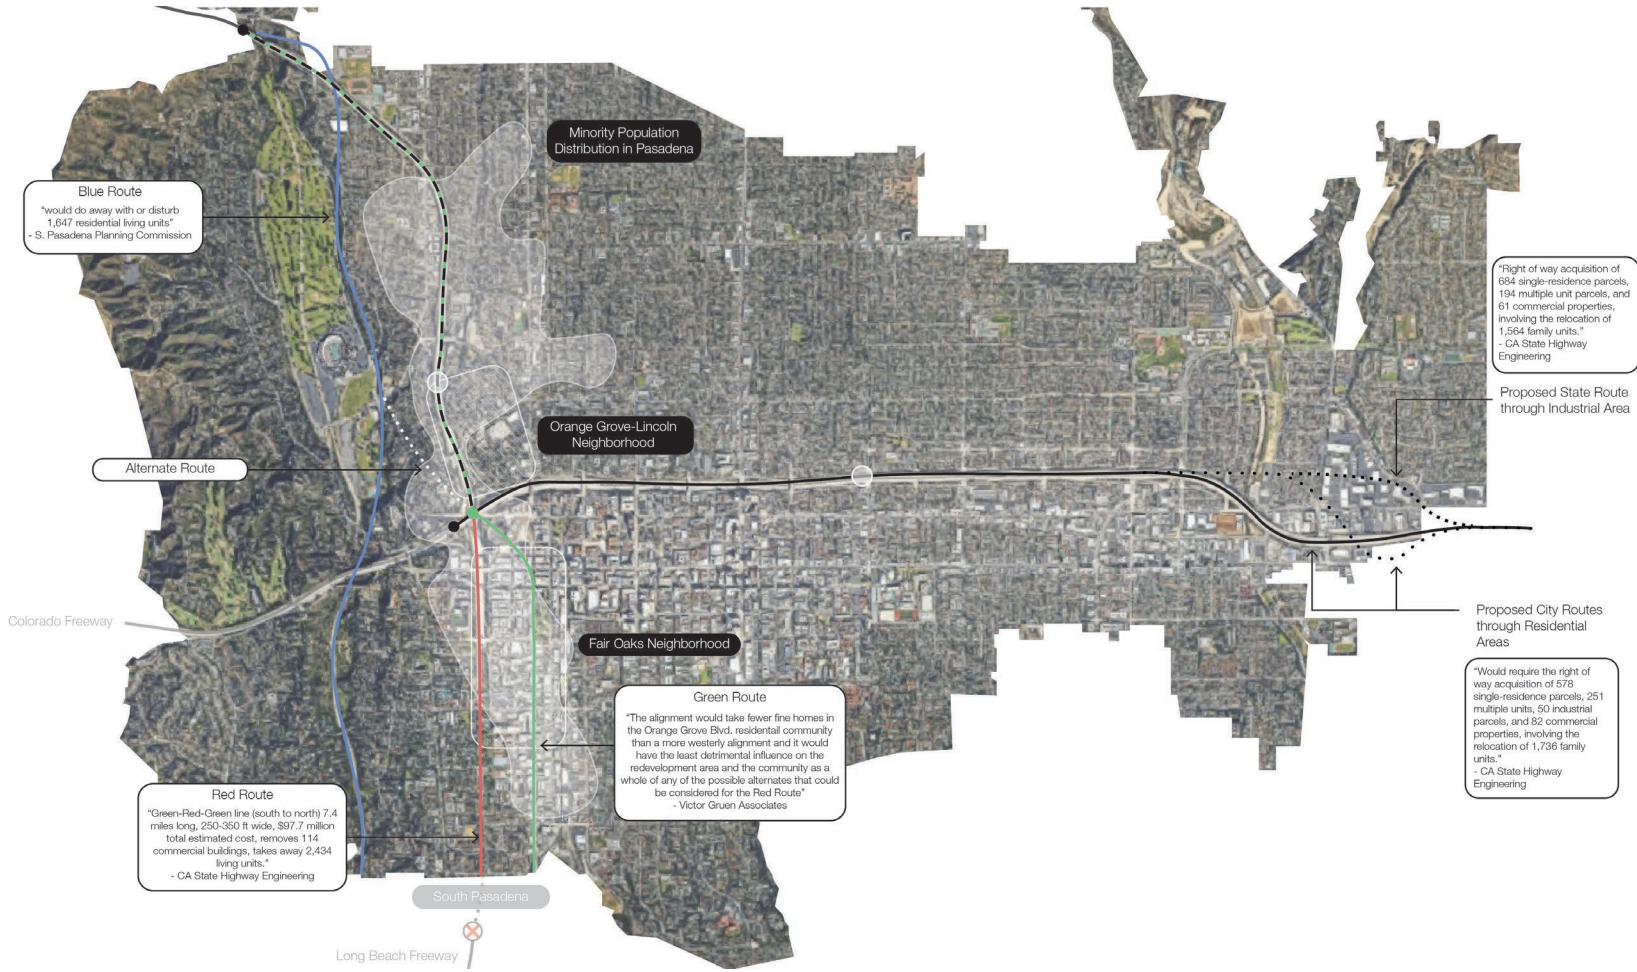 Minority Population
Distribution in Pasadena
Blue Route
"would do away with or disturb
1,647 residential living units"
- S. Pasadena Planning Commission
"Right of way acquisition of
684 single-residence parcels,
194 multiple unit parcels, and
61 commercial properties,
involving the relocation of
1,564 family units."
- CA State Highway
Engineering
Proposed State Route
through Industrial Area
Orange Grove-Lincoln
Neighborhood
Alternate Route
Colorado Freeway
Proposed City Routes
through Residential
Areas
Fair Oaks Neighborhood
"Would require the right of
way acquisition of 578
single-residence parcels, 251
multiple units, 50 industrial
parcels, and 82 commercial
properties, involving the
relocation of 1,736 family
units."
- CA State Highway
Engineering
Green Route
"The alignment would take fewer fine homes in
the Orange Grove Blvd. residentail community
than a more westerly alignment and it would
have the least detrimental influence on the
redevelopment area and the community as a
whole of any of the possible alternates that could
be considered for the Red Route"
- Victor Gruen Associates
Red Route
"Green-Red-Green line (south to north) 7.4
miles long, 250-350 ft wide, $97.7 million
total estimated cost, removes 114
commercial buildings, takes away 2,434
living units."
- CA State Highway Engineering
South Pasadena
Long Beach Freeway